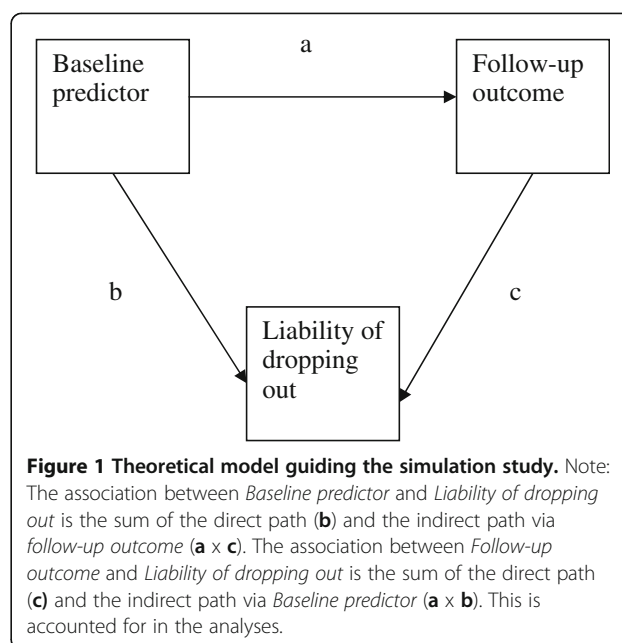 a
Baseline
predictor
Follow-up
outcome
b
c
Liability of
dropping
out
Figure 1 Theoretical model guiding the simulation study. Note:
The association between Baseline predictor and Liability of dropping
out is the sum of the direct path (b) and the indirect path via
follow-up outcome (a x c). The association between Follow-up
outcome and Liability of dropping out is the sum of the direct path
(c) and the indirect path via Baseline predictor (a x b). This is
accounted for in the analyses.